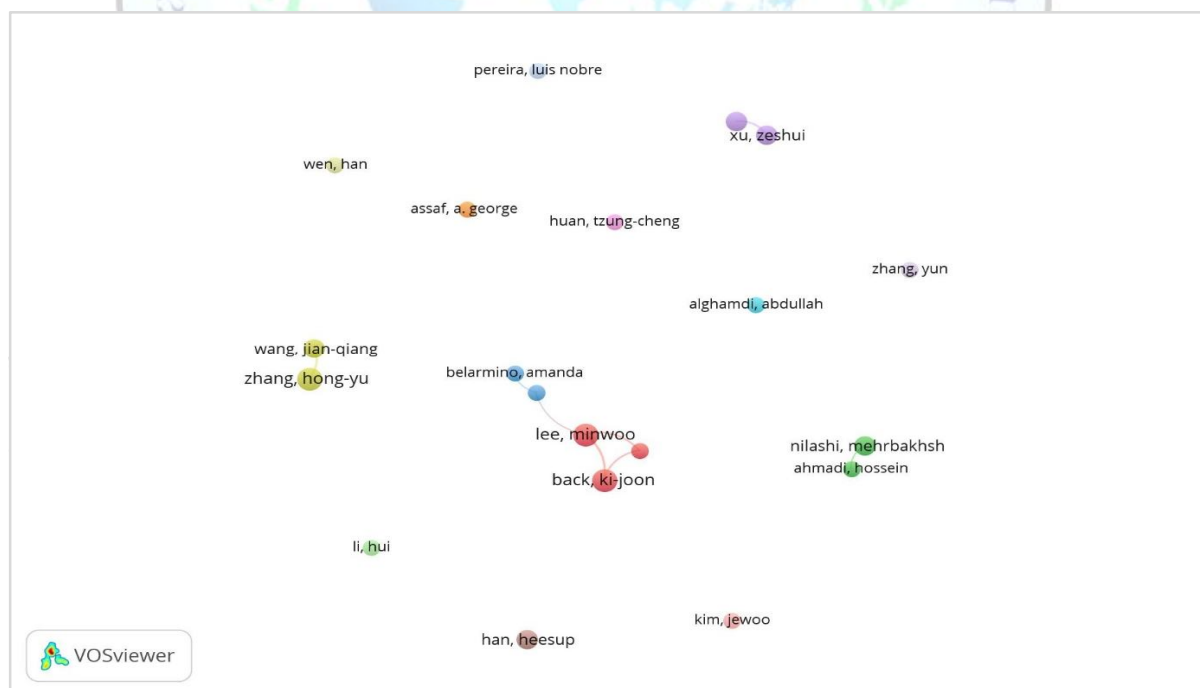 pereira, luis nobre
xu, zeshui
wen, han
assaf, a. george
huan, tzung-cheng
zhang, yun
alghamdi, abdullah
wang, jian-qiang
zhang, hong-yu
belarmino, amanda
lee, minwoo
nilashi, mehrbakhsh
ahmadi, hossein
back, ki-joon
li, hui
kim, jewoo
han, heesup
VOSviewer